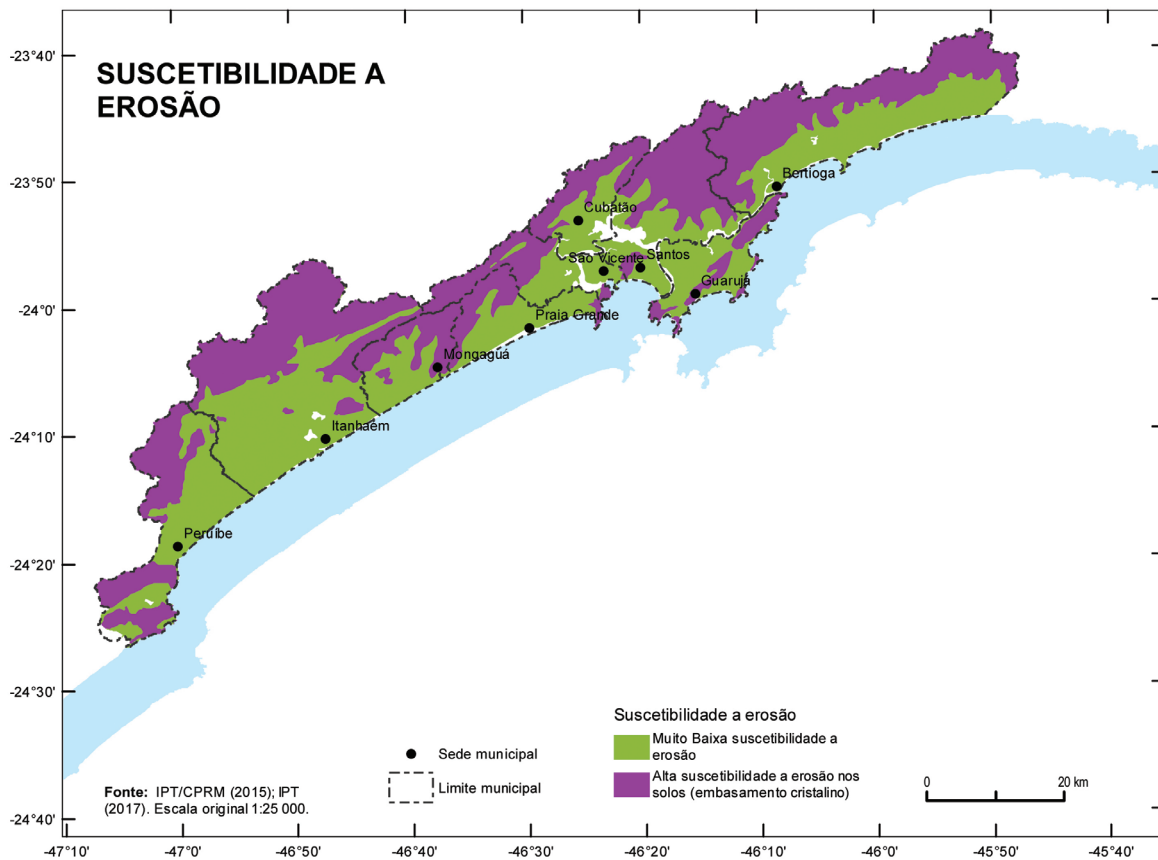 SUSCETIBILIDADE A
EROSÃO
-23°40'
-23°50'
-24°0'
-24°10'
-24°20'
-24°30'
-24°40'
Bertioga
Cubatão
São Vicente
Santos
Guarujá
Praia Grande
Mongaguá
Itanhaém
Peruíbe
Suscetibilidade a erosão
Muito Baixa suscetibilidade a
erosão
Alta suscetibilidade a erosão nos
solos (embasamento cristalino)
Sede municipal
Limite municipal
0 20 km
Fonte: IPT/CPRM (2015); IPT
(2017). Escala original 1:25 000.
-47°10' -47°0' -46°50' -46°40' -46°30' -46°20' -46°10' -46°0' -45°50' -45°40'